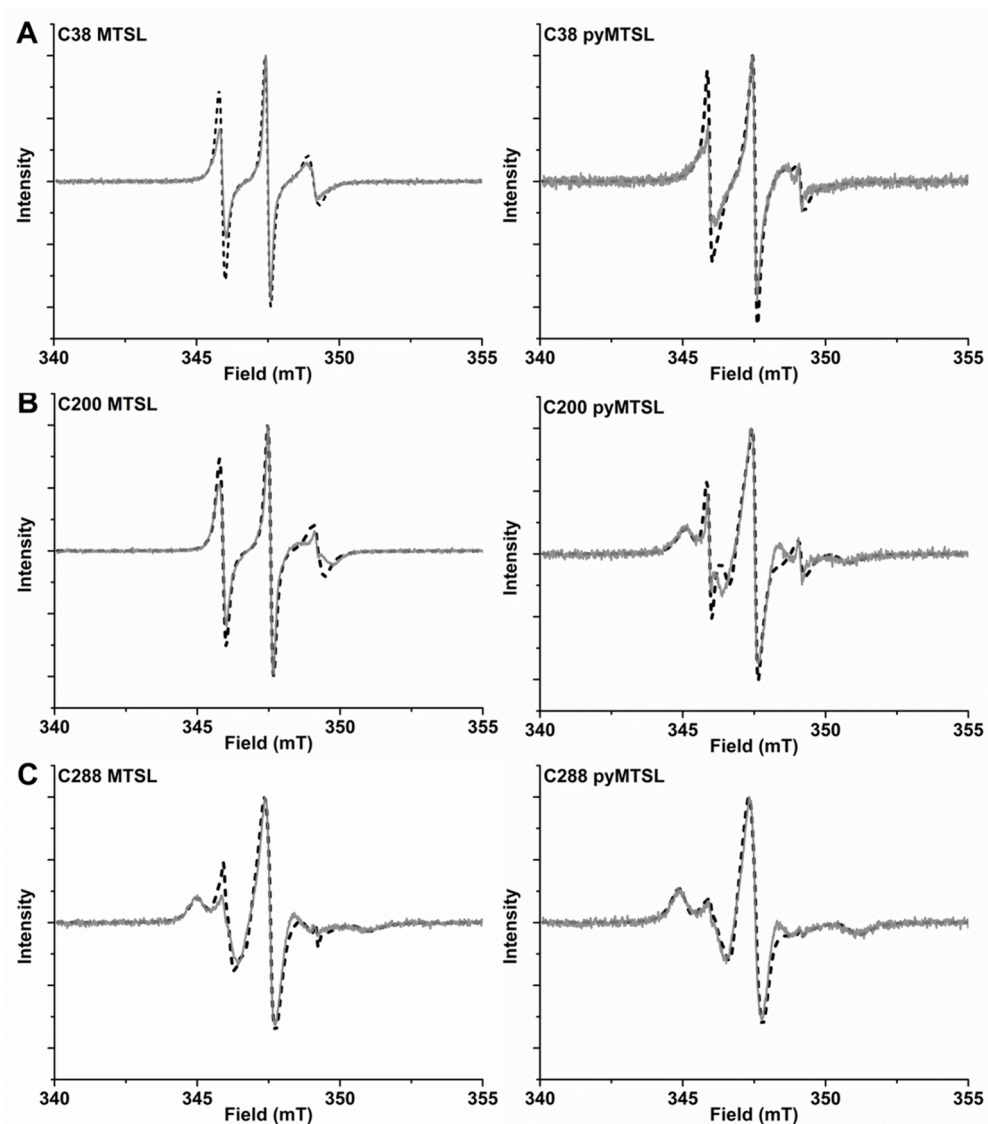 A
C38 MTSL
Intensity
340 345 350 355
Field (mT)
C38 pyMTSL
Intensity
340 345 350 355
Field (mT)
B
C200 MTSL
Intensity
340 345 350 355
Field (mT)
C200 pyMTSL
Intensity
340 345 350 355
Field (mT)
C
C288 MTSL
Intensity
340 345 350 355
Field (mT)
C288 pyMTSL
Intensity
340 345 350 355
Field (mT)